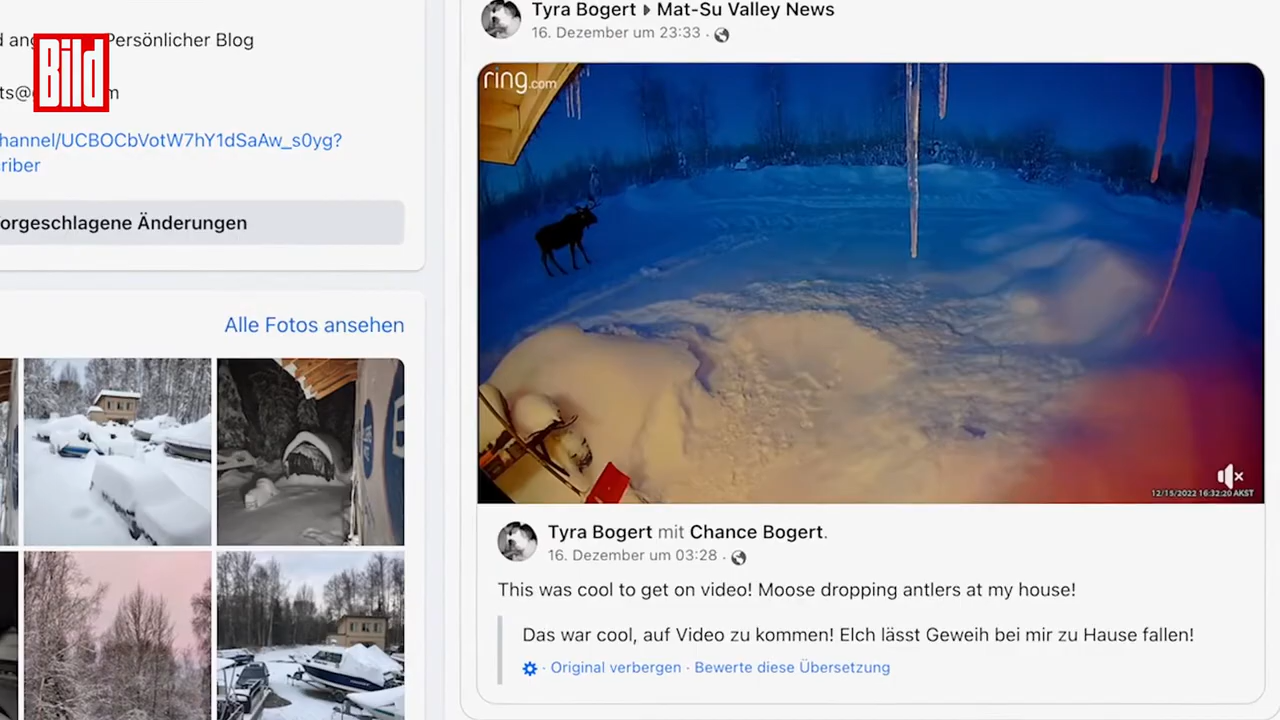 Persönlicher Blog
Bild
hannel/UCBOCbVotW7hY1dSaAw_s0yg?
riber
orgeschlagene Änderungen
Alle Fotos ansehen
Tyra Bogert ▸ Mat-Su Valley News
16. Dezember um 23:33 ·
ring.com
12/15/2022 16:32:20 AKST
Tyra Bogert mit Chance Bogert.
16. Dezember um 03:28 ·
This was cool to get on video! Moose dropping antlers at my house!
Das war cool, auf Video zu kommen! Elch lässt Geweih bei mir zu Hause fallen!
· Original verbergen · Bewerte diese Übersetzung